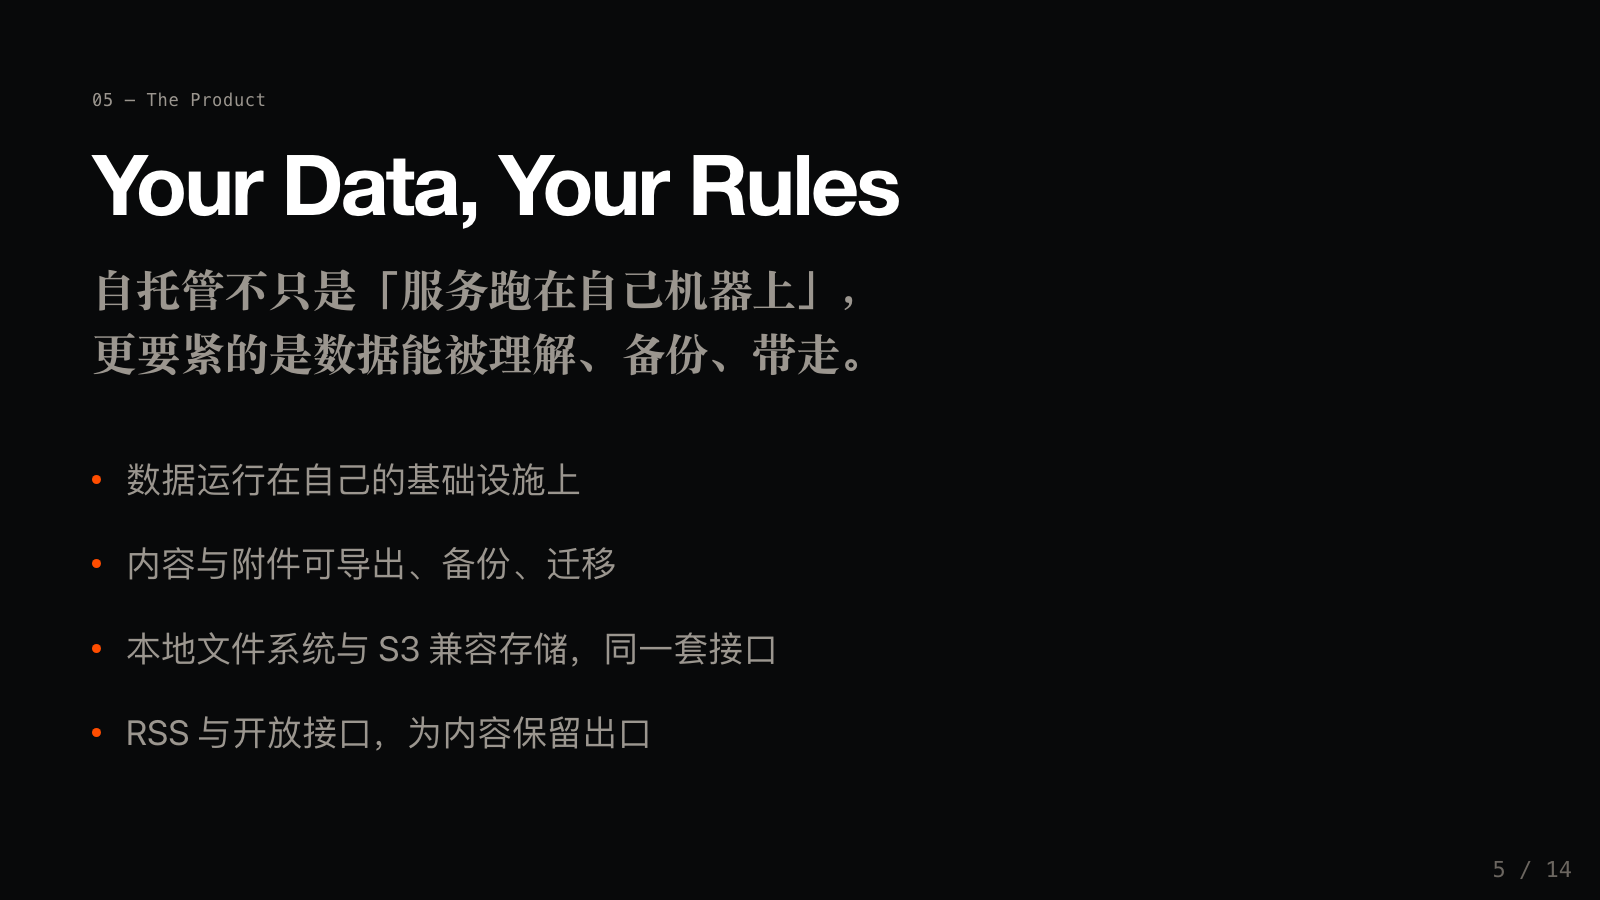 05 — The Product
Your Data, Your Rules
自托管不只是「服务跑在自己机器上」，
更要紧的是数据能被理解、备份、带走。
• 数据运行在自己的基础设施上
• 内容与附件可导出、备份、迁移
• 本地文件系统与 S3 兼容存储，同一套接口
• RSS 与开放接口，为内容保留出口
5 / 14